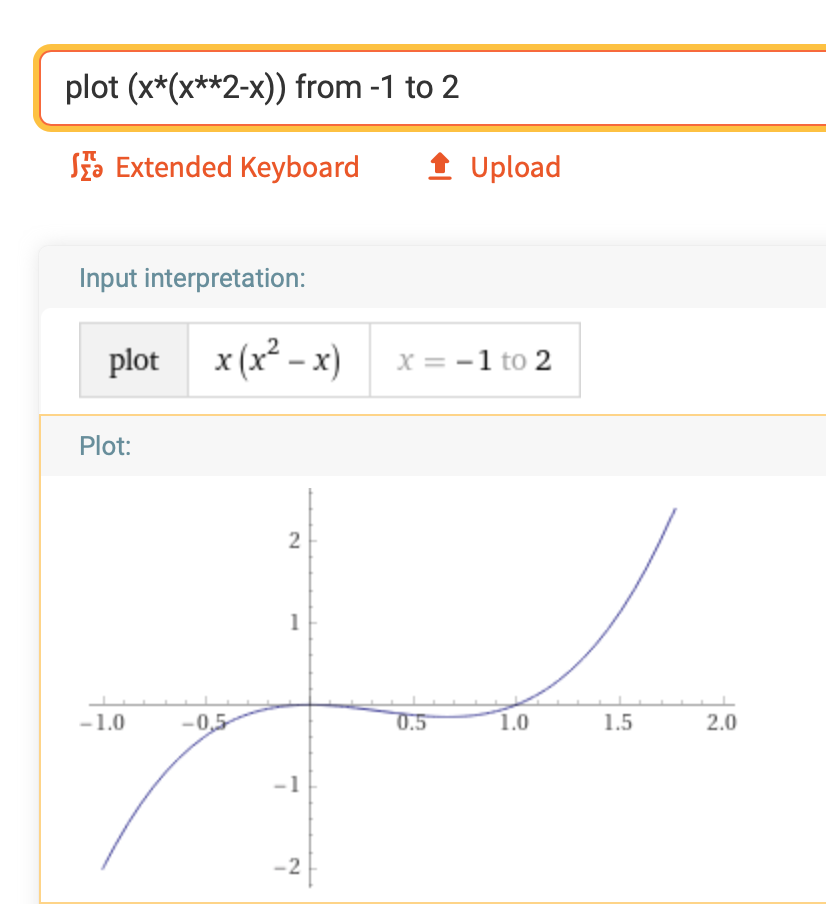 plot (x*(x**2-x)) from -1 to 2
Extended Keyboard Upload
Input interpretation:
plot x(x² – x) x = −1 to 2
Plot:
2
1
−1.0 −0.5 0.5 1.0 1.5 2.0
−1
−2